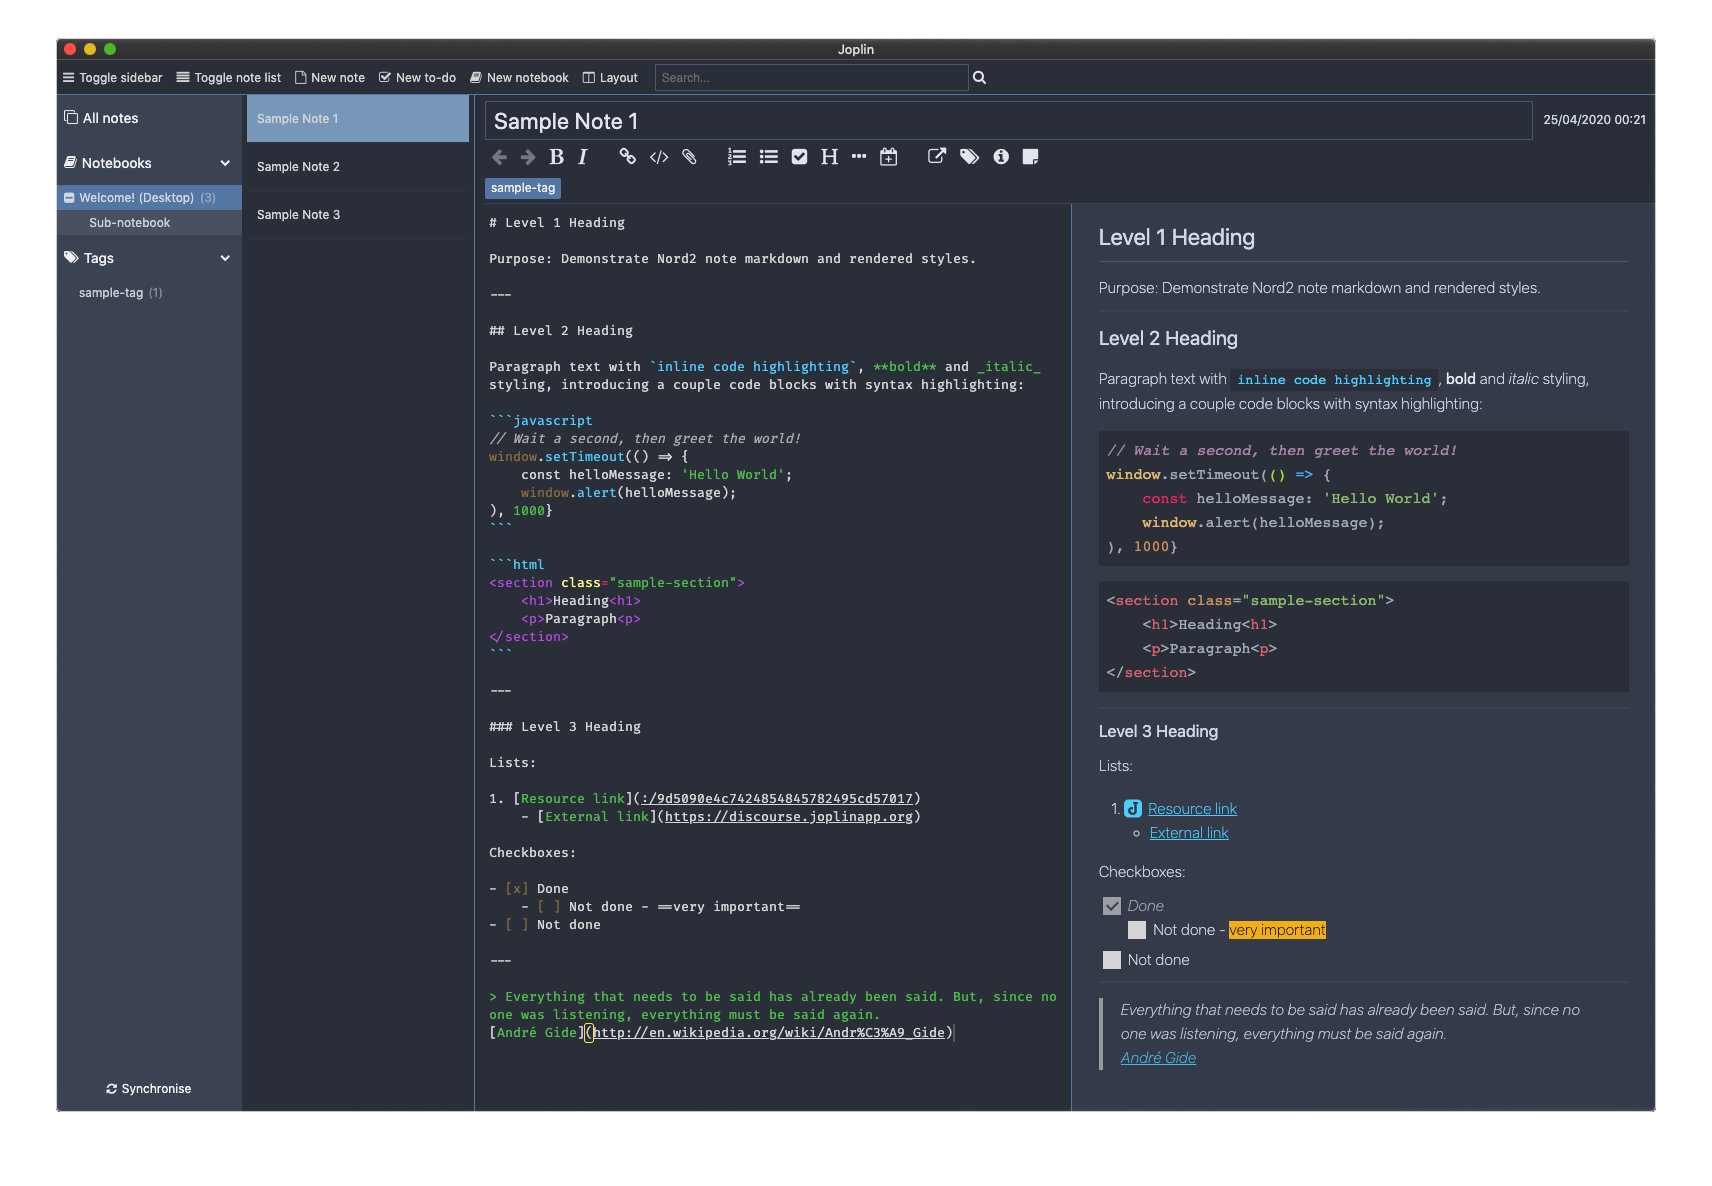 Joplin
Toggle sidebar Toggle note list New note New to-do New notebook Layout Search...
All notes
Notebooks
Welcome! (Desktop) (3)
Sub-notebook
Tags
sample-tag (1)
Synchronise
Sample Note 1
Sample Note 2
Sample Note 3
Sample Note 1 25/04/2020 00:21
B I </> H
sample-tag
# Level 1 Heading
Purpose: Demonstrate Nord2 note markdown and rendered styles.
---
## Level 2 Heading
Paragraph text with `inline code highlighting`, **bold** and _italic_
styling, introducing a couple code blocks with syntax highlighting:
```javascript
// Wait a second, then greet the world!
window.setTimeout(() => {
    const helloMessage: 'Hello World';
    window.alert(helloMessage);
), 1000}
```
```html
<section class="sample-section">
    <h1>Heading<h1>
    <p>Paragraph<p>
</section>
```
---
### Level 3 Heading
Lists:
1. [Resource link](:/9d5090e4c7424854845782495cd57017)
    - [External link](https://discourse.joplinapp.org)
Checkboxes:
- [x] Done
    - [ ] Not done - ==very important==
- [ ] Not done
---
> Everything that needs to be said has already been said. But, since no
one was listening, everything must be said again.
[André Gide](http://en.wikipedia.org/wiki/Andr%C3%A9_Gide)
Level 1 Heading
Purpose: Demonstrate Nord2 note markdown and rendered styles.
Level 2 Heading
Paragraph text with inline code highlighting, bold and italic styling,
introducing a couple code blocks with syntax highlighting:
// Wait a second, then greet the world!
window.setTimeout(() => {
    const helloMessage: 'Hello World';
    window.alert(helloMessage);
), 1000}
<section class="sample-section">
    <h1>Heading<h1>
    <p>Paragraph<p>
</section>
Level 3 Heading
Lists:
1. Resource link
External link
Checkboxes:
Done
Not done - very important
Not done
Everything that needs to be said has already been said. But, since no
one was listening, everything must be said again.
André Gide